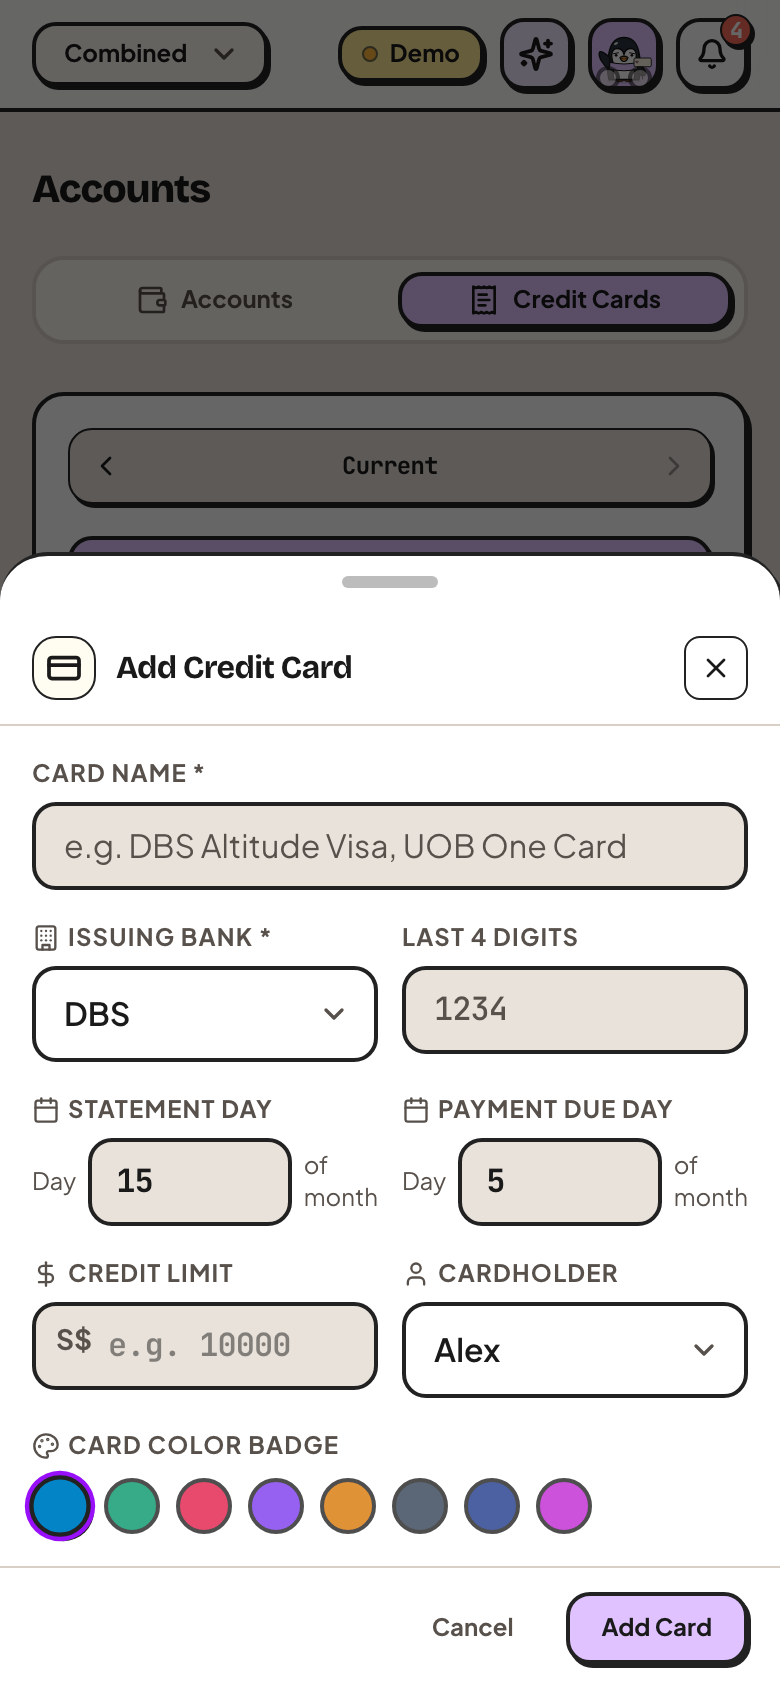 Combined
Demo
4
Accounts
Accounts
Credit Cards
Current
Add Credit Card
CARD NAME *
e.g. DBS Altitude Visa, UOB One Card
ISSUING BANK *
LAST 4 DIGITS
DBS
1234
STATEMENT DAY
PAYMENT DUE DAY
Day 15 of month
Day 5 of month
CREDIT LIMIT
CARDHOLDER
S$ e.g. 10000
Alex
CARD COLOR BADGE
Cancel
Add Card